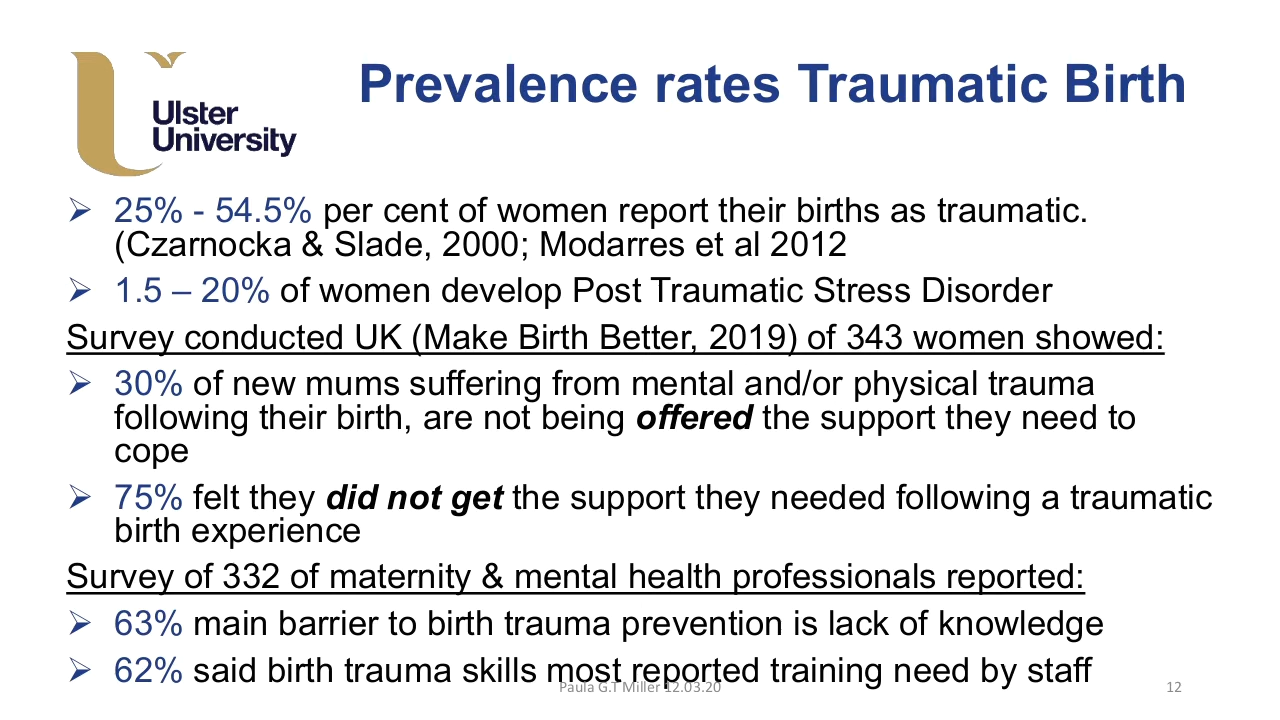 Ulster
University
Prevalence rates Traumatic Birth
➢ 25% - 54.5% per cent of women report their births as traumatic.
(Czarnocka & Slade, 2000; Modarres et al 2012
➢ 1.5 – 20% of women develop Post Traumatic Stress Disorder
Survey conducted UK (Make Birth Better, 2019) of 343 women showed:
➢ 30% of new mums suffering from mental and/or physical trauma
following their birth, are not being offered the support they need to
cope
➢ 75% felt they did not get the support they needed following a traumatic
birth experience
Survey of 332 of maternity & mental health professionals reported:
➢ 63% main barrier to birth trauma prevention is lack of knowledge
➢ 62% said birth trauma skills most reported training need by staff
Paula G.T Miller 12.03.20
12